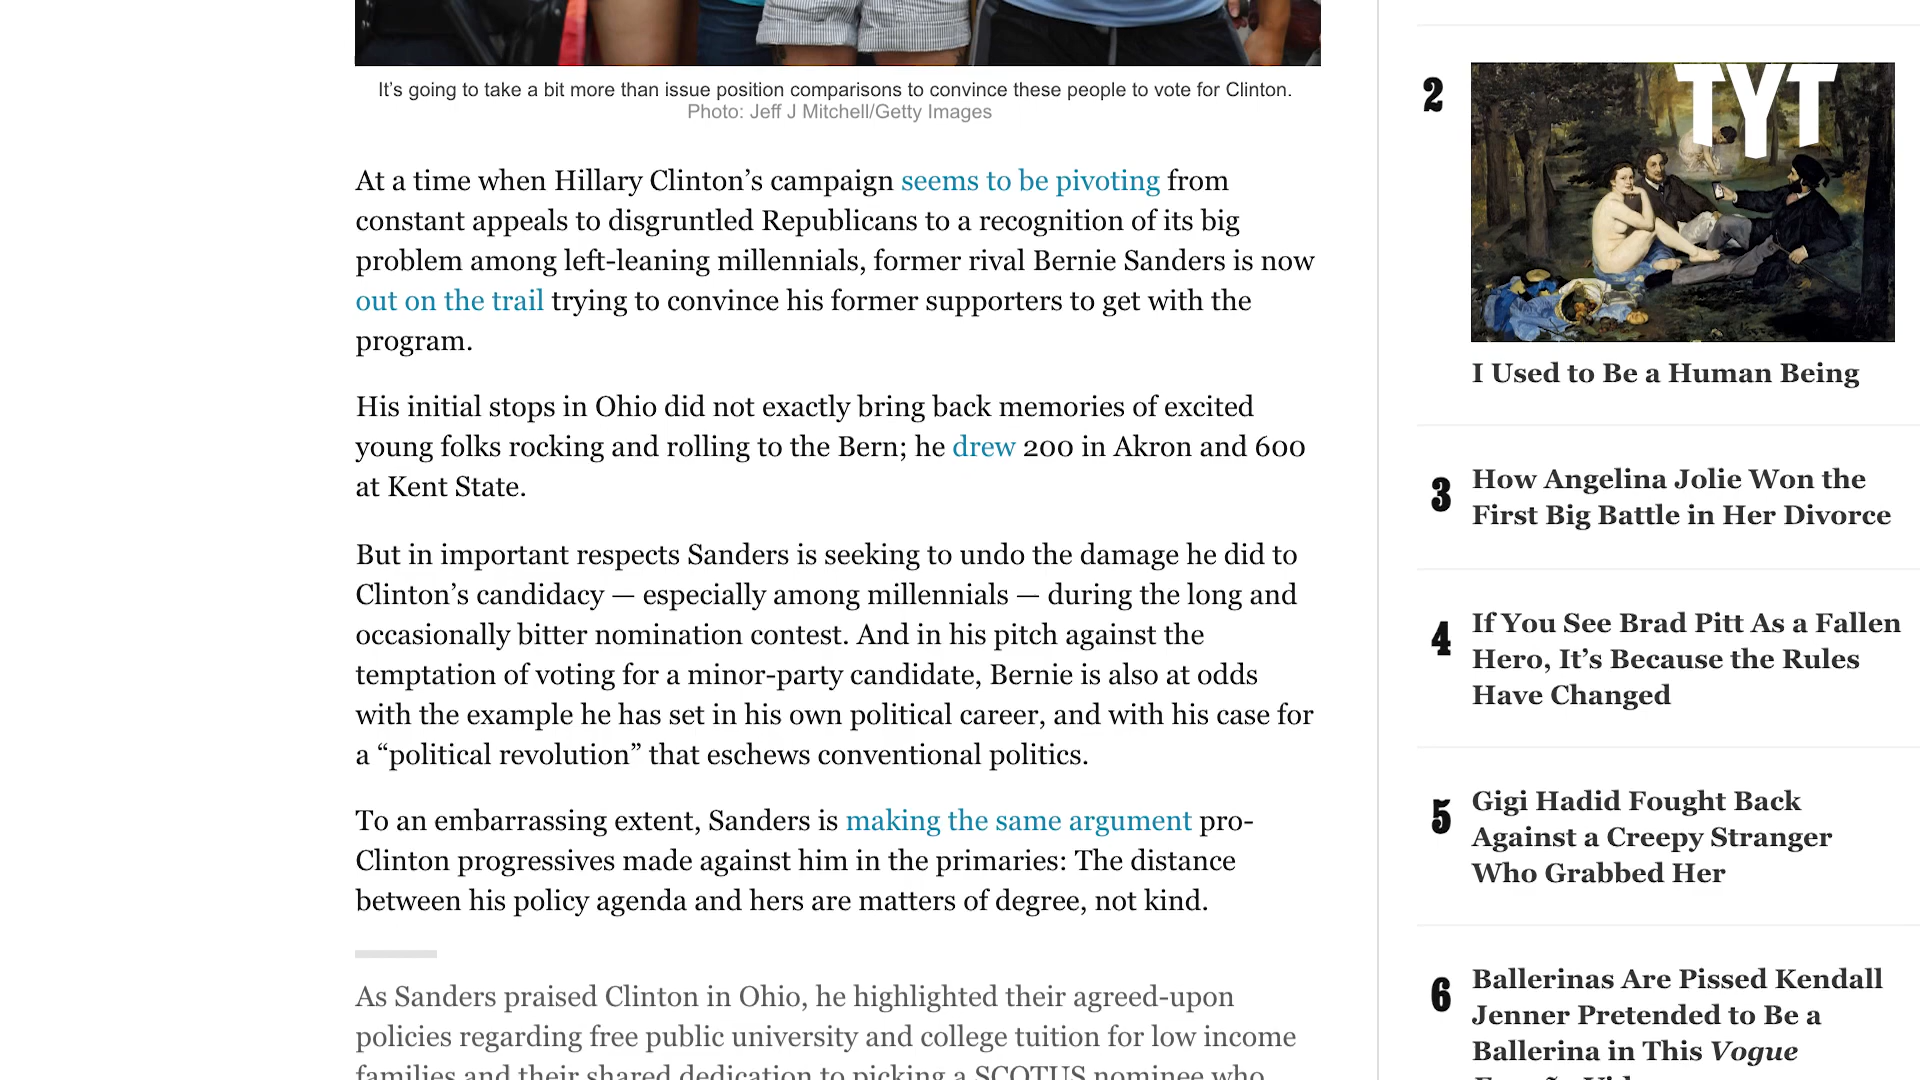 It’s going to take a bit more than issue position comparisons to convince these people to vote for Clinton.
Photo: Jeff J Mitchell/Getty Images
At a time when Hillary Clinton’s campaign seems to be pivoting from
constant appeals to disgruntled Republicans to a recognition of its big
problem among left-leaning millennials, former rival Bernie Sanders is now
out on the trail trying to convince his former supporters to get with the
program.
His initial stops in Ohio did not exactly bring back memories of excited
young folks rocking and rolling to the Bern; he drew 200 in Akron and 600
at Kent State.
But in important respects Sanders is seeking to undo the damage he did to
Clinton’s candidacy — especially among millennials — during the long and
occasionally bitter nomination contest. And in his pitch against the
temptation of voting for a minor-party candidate, Bernie is also at odds
with the example he has set in his own political career, and with his case for
a “political revolution” that eschews conventional politics.
To an embarrassing extent, Sanders is making the same argument pro-
Clinton progressives made against him in the primaries: The distance
between his policy agenda and hers are matters of degree, not kind.
As Sanders praised Clinton in Ohio, he highlighted their agreed-upon
policies regarding free public university and college tuition for low income
families and their shared dedication to picking a SCOTUS nominee who
2
TYT
I Used to Be a Human Being
3
How Angelina Jolie Won the
First Big Battle in Her Divorce
4
If You See Brad Pitt As a Fallen
Hero, It’s Because the Rules
Have Changed
5
Gigi Hadid Fought Back
Against a Creepy Stranger
Who Grabbed Her
6
Ballerinas Are Pissed Kendall
Jenner Pretended to Be a
Ballerina in This Vogue